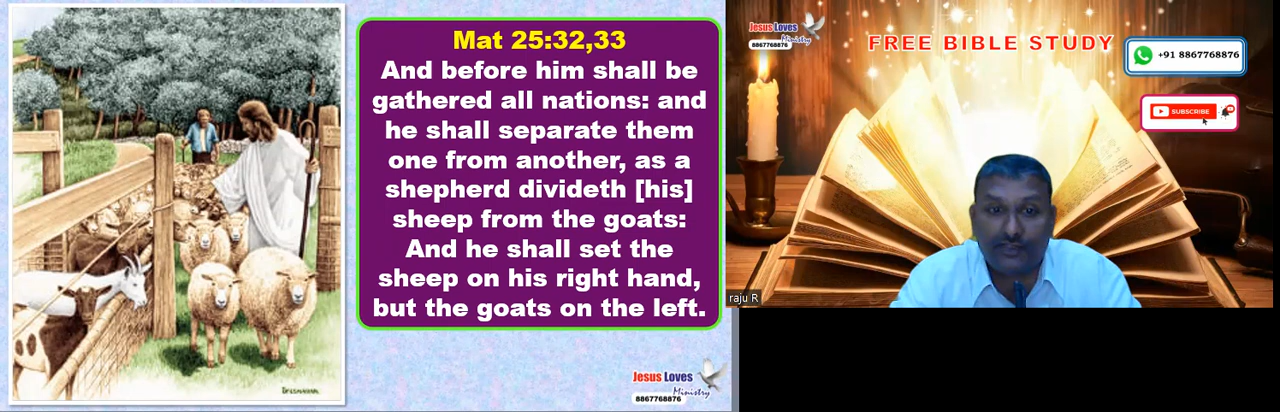 Mat 25:32,33
And before him shall be
gathered all nations: and
he shall separate them
one from another, as a
shepherd divideth [his]
sheep from the goats:
And he shall set the
sheep on his right hand,
but the goats on the left.
Jesus Loves
Ministry
8867768876
Jesus Loves
Ministry
8867768876
FREE BIBLE STUDY
+91 8867768876
SUBSCRIBE
raju R